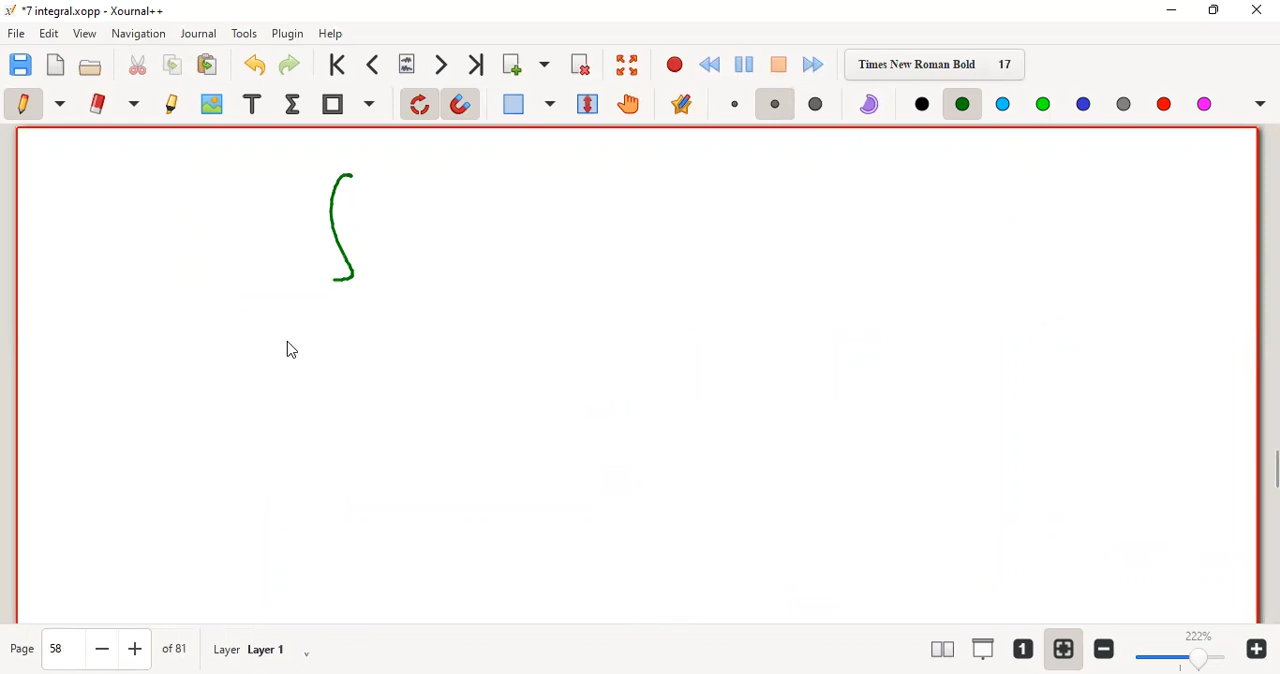 *7 integral.xopp - Xournal++
File Edit View Navigation Journal Tools Plugin Help
Times New Roman Bold 17
∫
Page 58 of 81 Layer Layer 1 1 222%